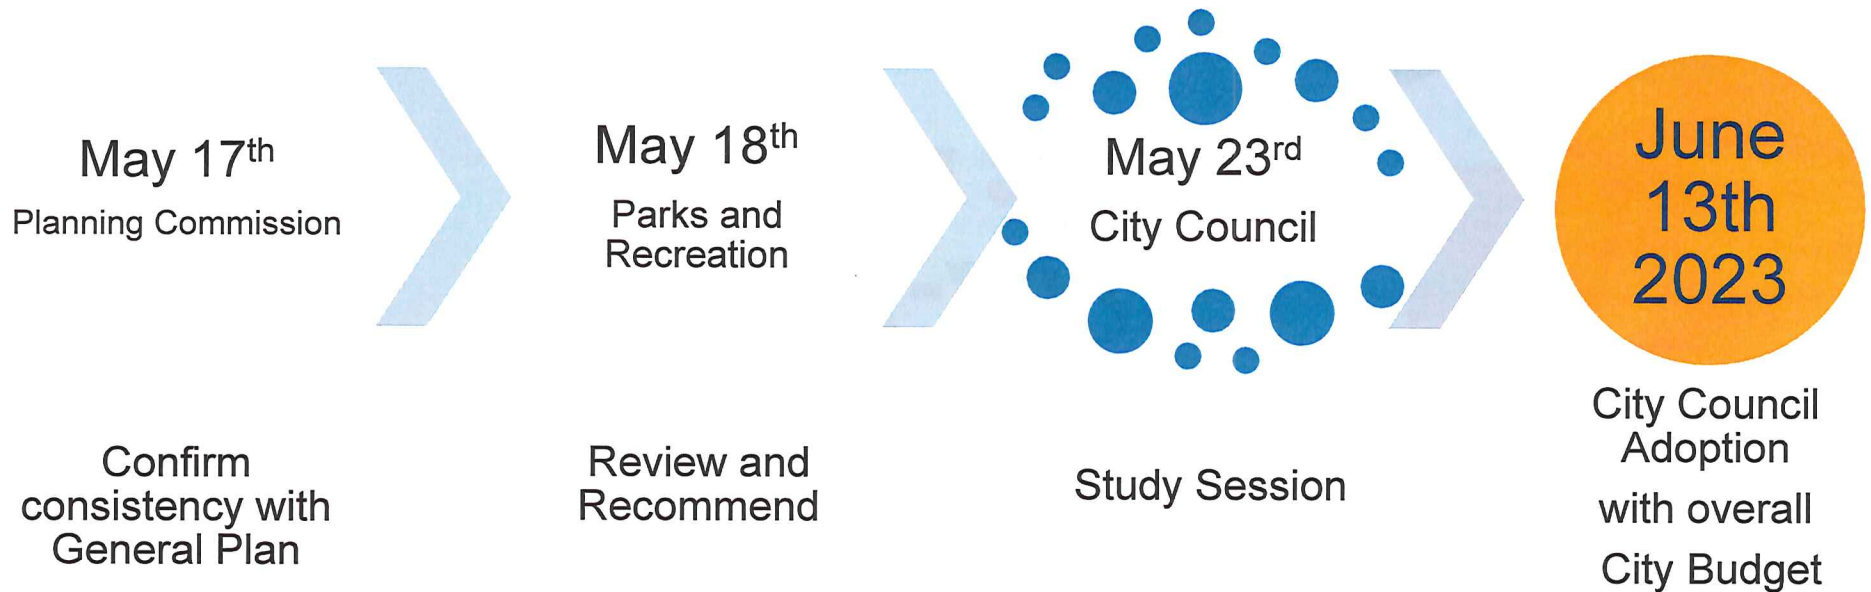 May 17th
Planning Commission
Confirm
consistency with
General Plan
May 18th
Parks and
Recreation
Review and
Recommend
May 23rd
City Council
Study Session
June
13th
2023
City Council
Adoption
with overall
City Budget